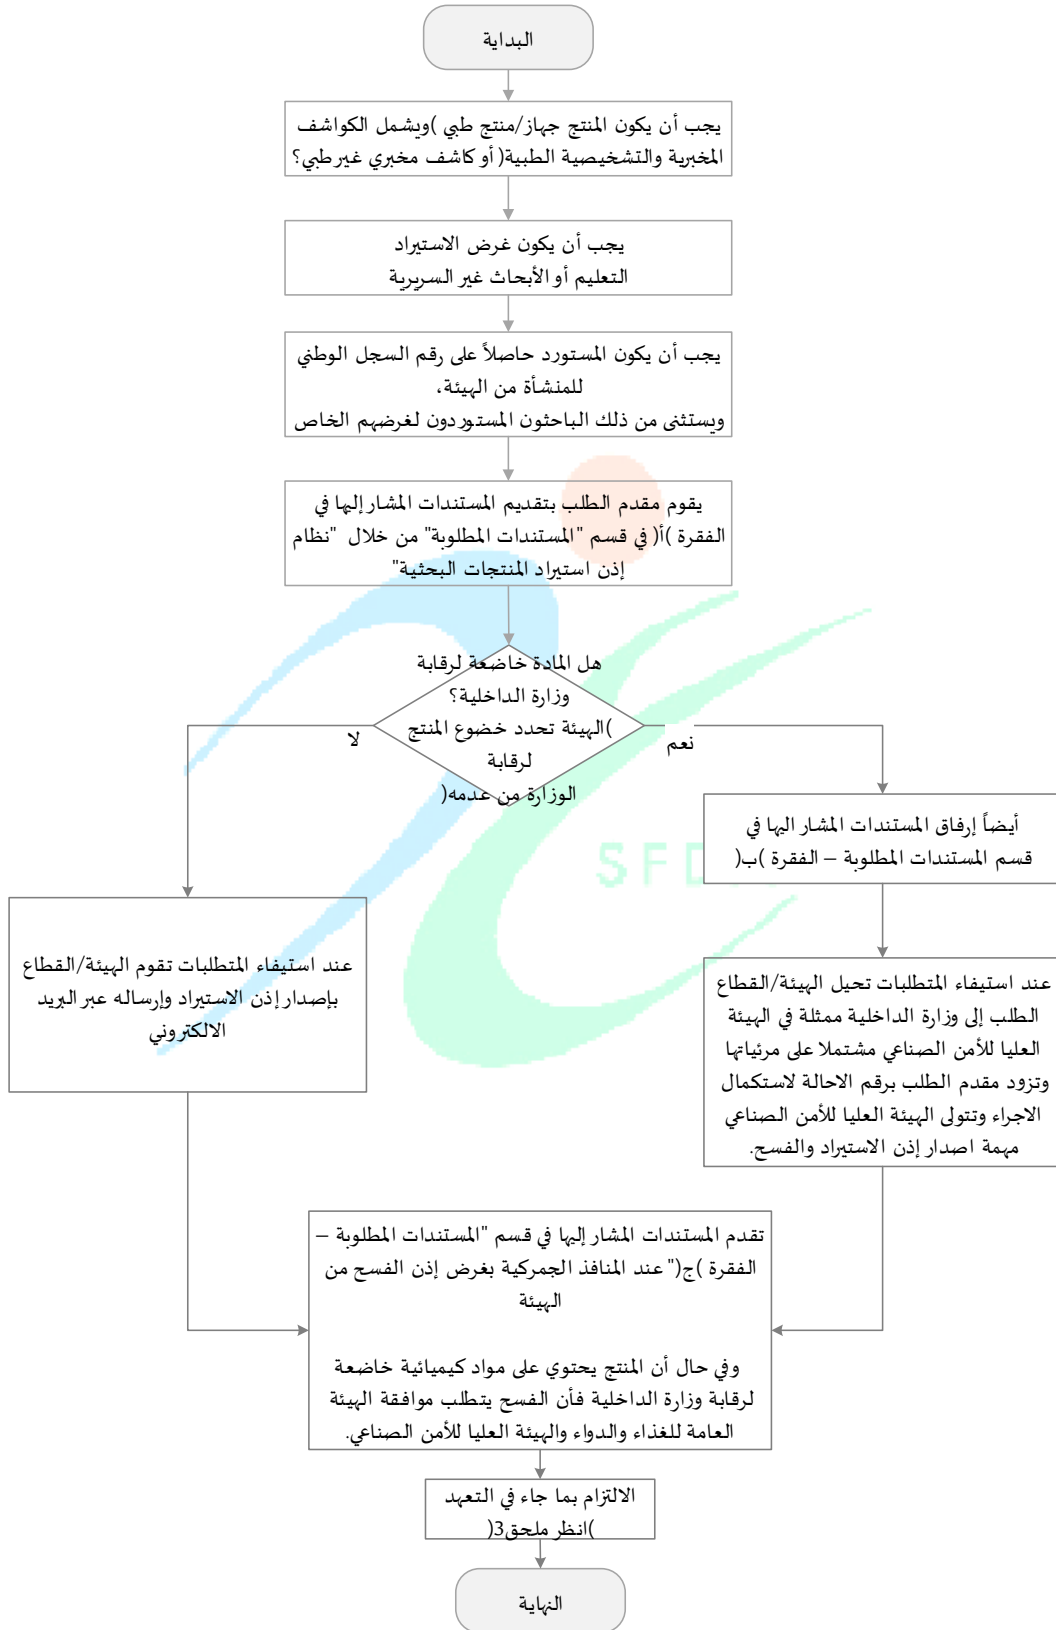 البداية
يجب أن يكون المنتج جهاز/منتج طبي )ويشمل الكواشف
المخبرية والتشخيصية الطبية( أو كاشف مخبري غير طبي؟
يجب أن يكون غرض الاستيراد
التعليم أو الأبحاث غير السريرية
يجب أن يكون المستورد حاصلاً على رقم السجل الوطني
للمنشأة من الهيئة،
ويستثنى من ذلك الباحثون المستوردون لغرضهم الخاص
يقوم مقدم الطلب بتقديم المستندات المشار إليها في
الفقرة )أ( في قسم "المستندات المطلوبة" من خلال "نظام
إذن استيراد المنتجات البحثية"
هل المادة خاضعة لرقابة
وزارة الداخلية؟
)الهيئة تحدد خضوع المنتج
لرقابة
الوزارة من عدمه(
نعم
لا
أيضاً إرفاق المستندات المشار اليها في
قسم المستندات المطلوبة – الفقرة )ب(
SFD
عند استيفاء المتطلبات تقوم الهيئة/القطاع
بإصدار إذن الاستيراد وإرساله عبر البريد
الالكتروني
عند استيفاء المتطلبات تحيل الهيئة/القطاع
الطلب إلى وزارة الداخلية ممثلة في الهيئة
العليا للأمن الصناعي مشتملا على مرئياتها
وتزود مقدم الطلب برقم الاحالة لاستكمال
الاجراء وتتولى الهيئة العليا للأمن الصناعي
مهمة اصدار إذن الاستيراد والفسح.
تقدم المستندات المشار إليها في قسم "المستندات المطلوبة –
الفقرة )ج(" عند المنافذ الجمركية بغرض إذن الفسح من
الهيئة
وفي حال أن المنتج يحتوي على مواد كيميائية خاضعة
لرقابة وزارة الداخلية فأن الفسح يتطلب موافقة الهيئة
العامة للغذاء والدواء والهيئة العليا للأمن الصناعي.
الالتزام بما جاء في التعهد
)انظر ملحق3(
النهاية